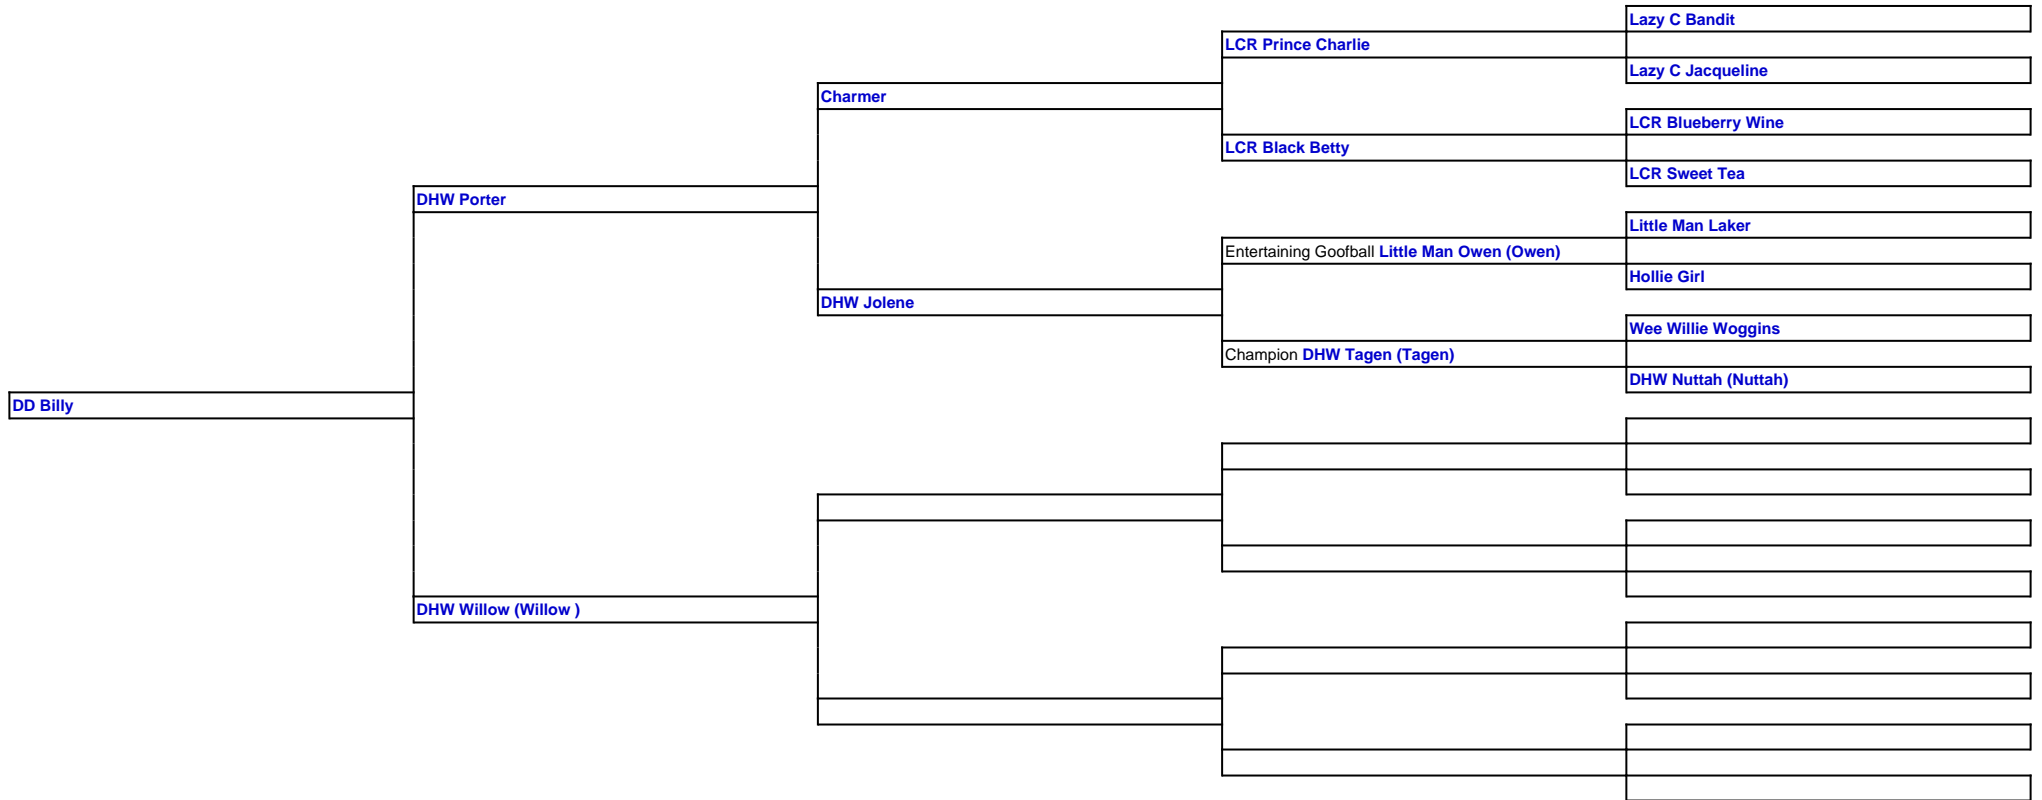 Lazy C Bandit
LCR Prince Charlie
Lazy C Jacqueline
Charmer
LCR Blueberry Wine
LCR Black Betty
LCR Sweet Tea
DHW Porter
Little Man Laker
Entertaining Goofball Little Man Owen (Owen)
Hollie Girl
DHW Jolene
Wee Willie Woggins
Champion DHW Tagen (Tagen)
DHW Nuttah (Nuttah)
DD Billy
DHW Willow (Willow )